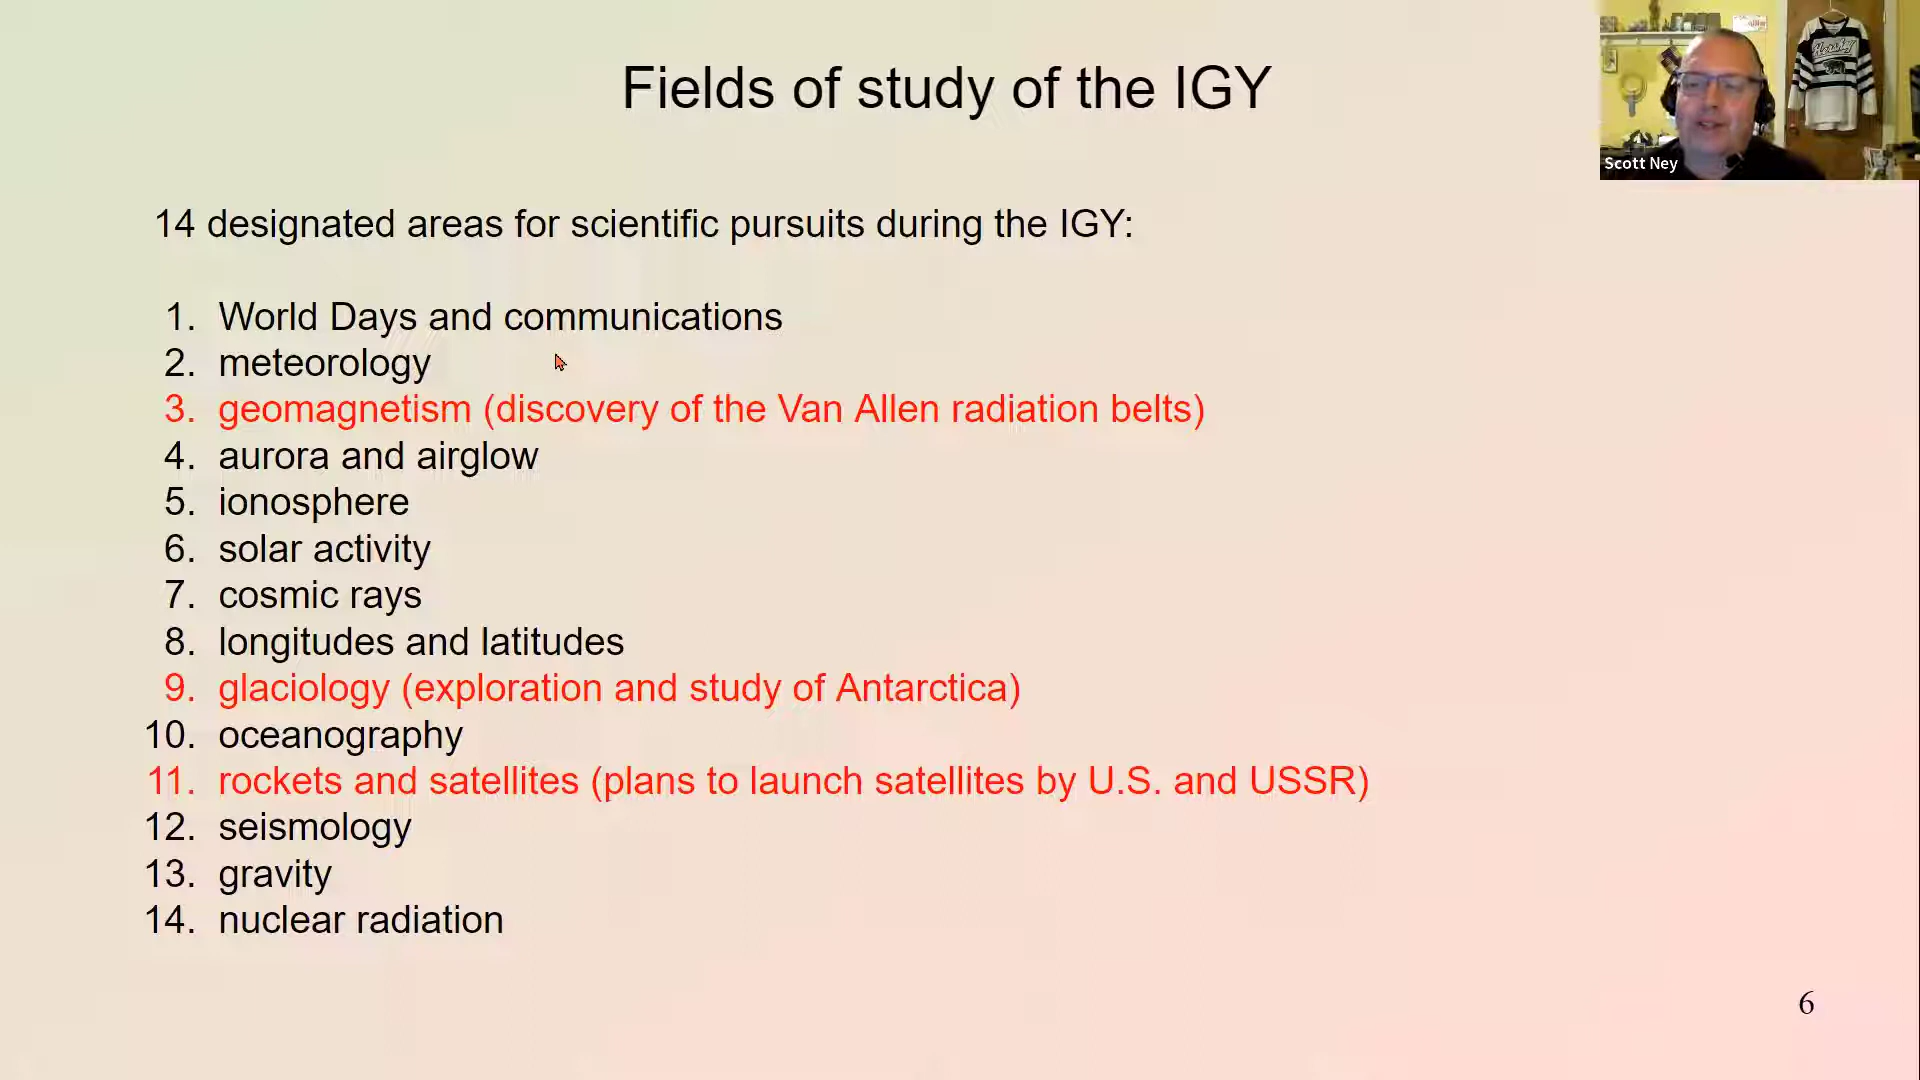 Fields of study of the IGY
Hershey
Scott Ney
14 designated areas for scientific pursuits during the IGY:
1. World Days and communications
2. meteorology
3. geomagnetism (discovery of the Van Allen radiation belts)
4. aurora and airglow
5. ionosphere
6. solar activity
7. cosmic rays
8. longitudes and latitudes
9. glaciology (exploration and study of Antarctica)
10. oceanography
11. rockets and satellites (plans to launch satellites by U.S. and USSR)
12. seismology
13. gravity
14. nuclear radiation
6